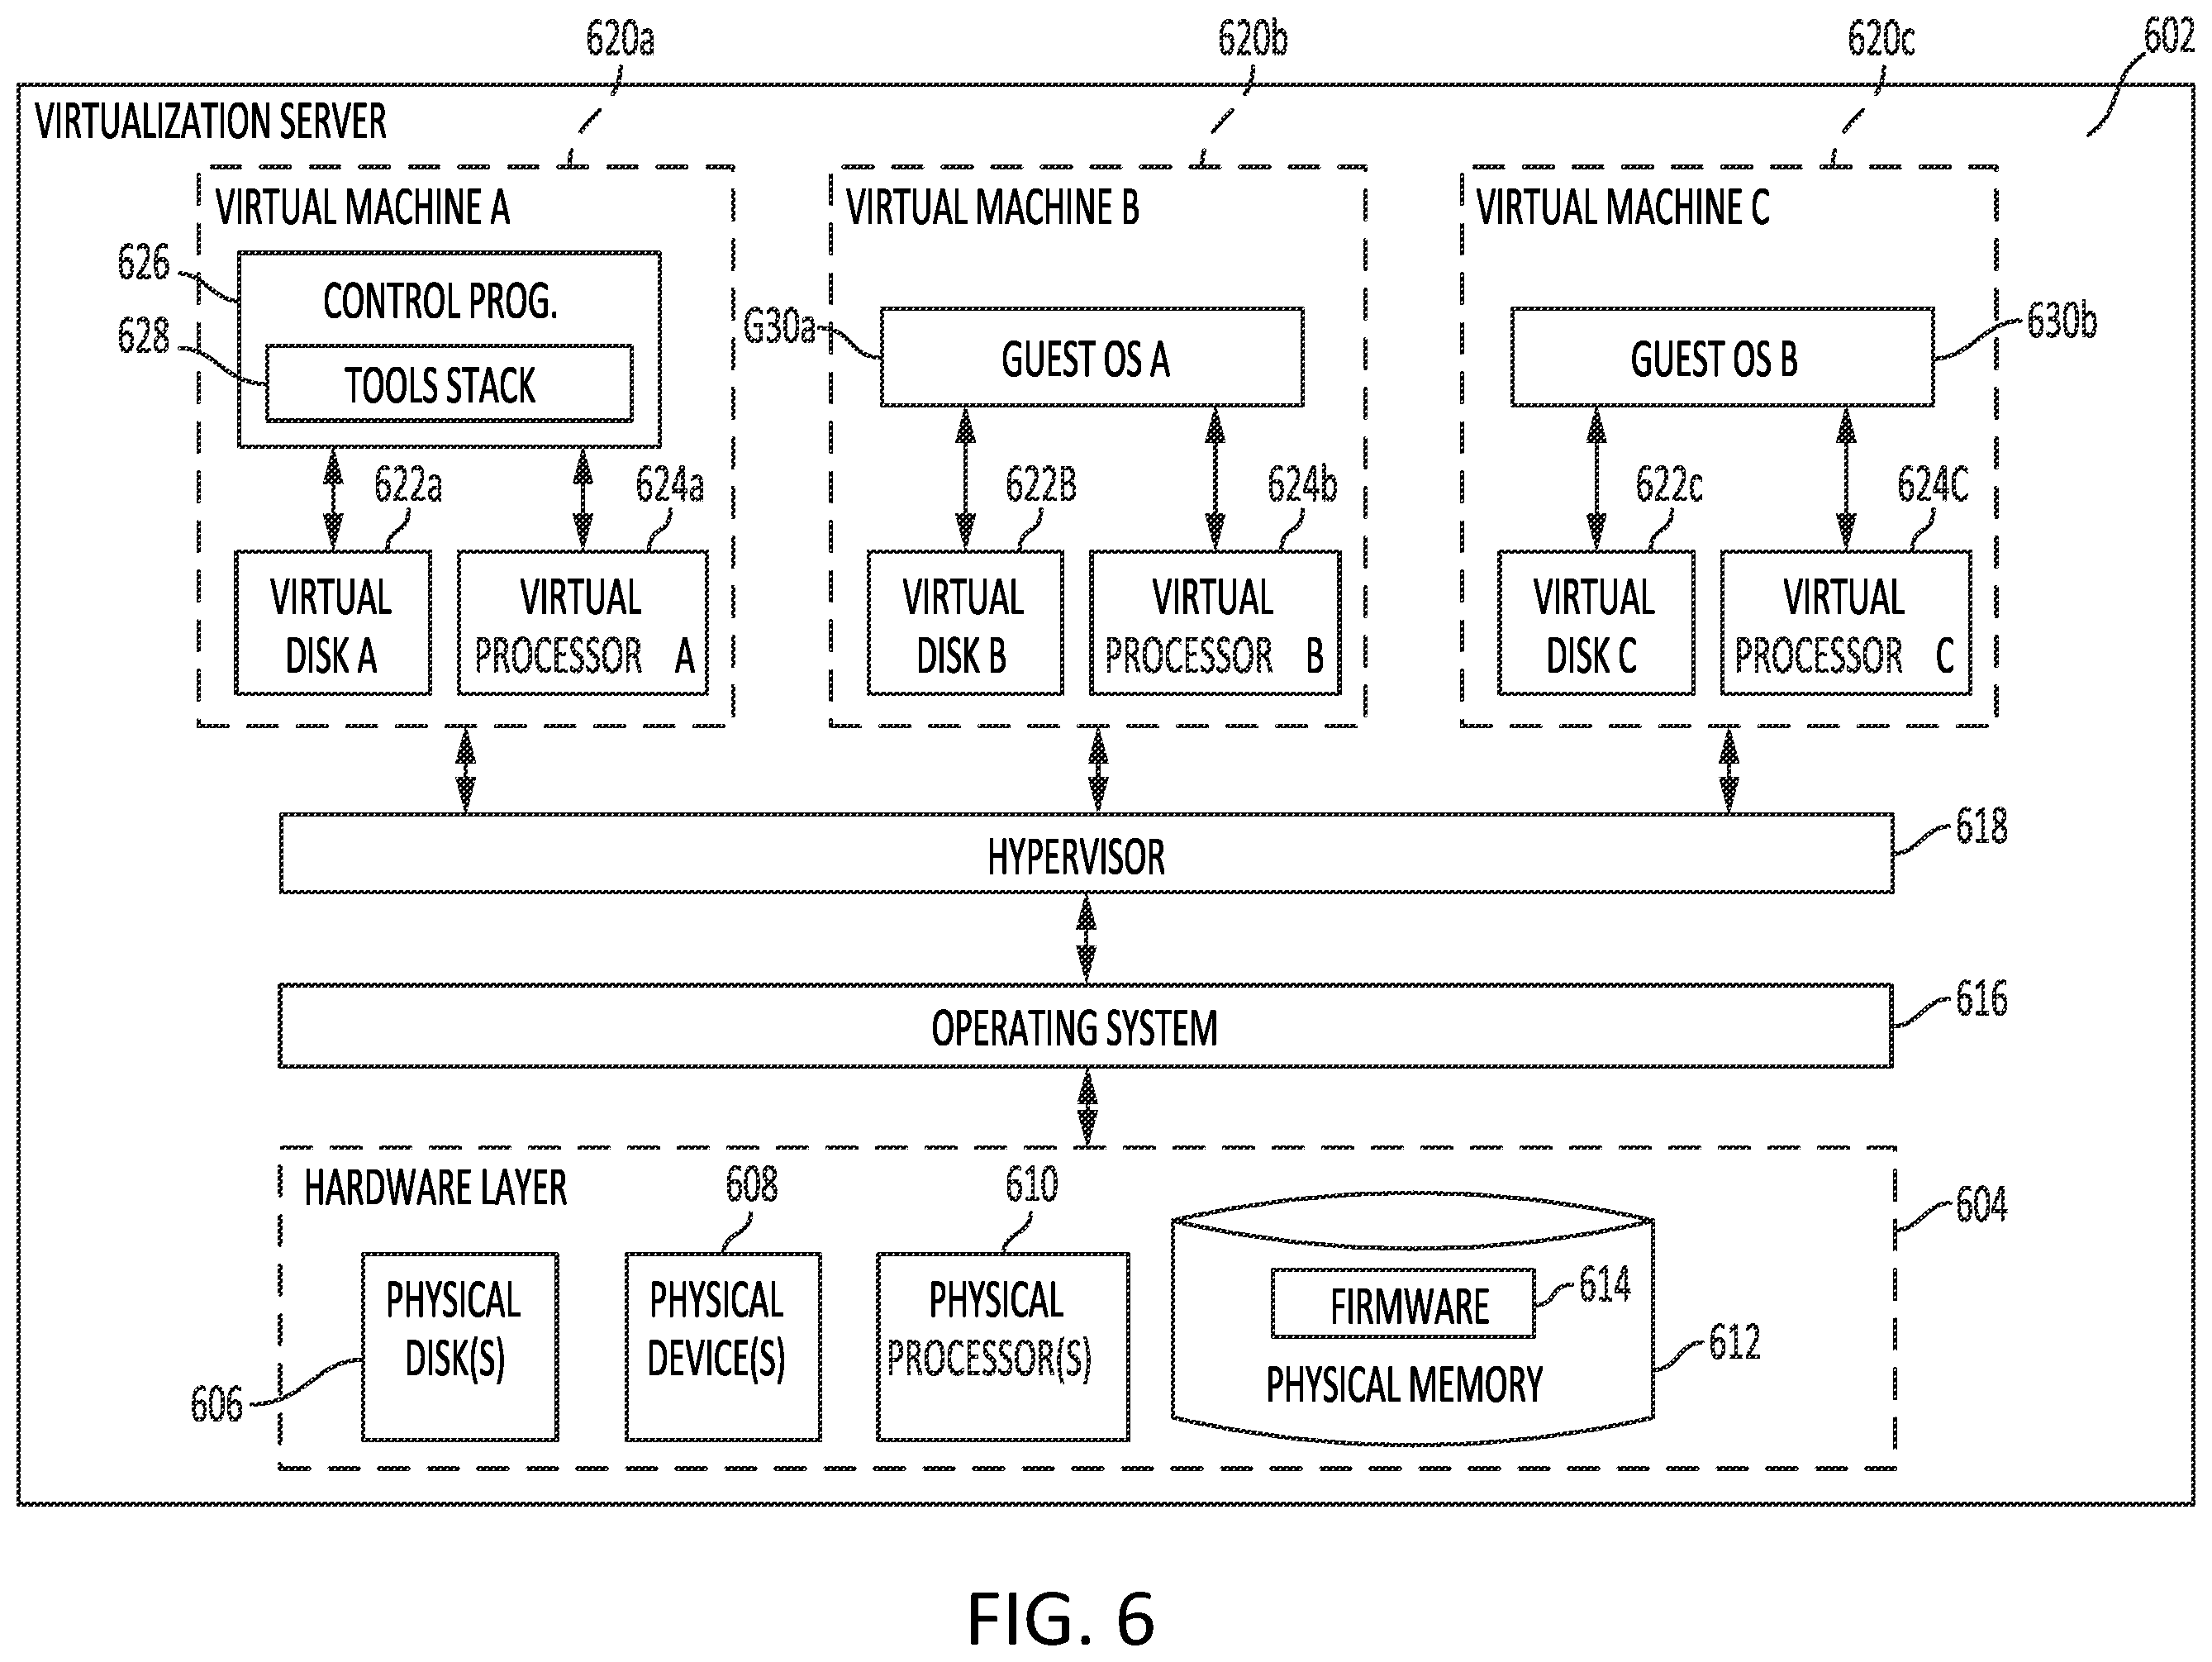 620a 620b 620c 602
VIRTUALIZATION SERVER
VIRTUAL MACHINE A
626
CONTROL PROG.
628
TOOLS STACK
622a 624a
VIRTUAL
DISK A
VIRTUAL
PROCESSOR A
VIRTUAL MACHINE B
G30a
GUEST OS A
622B 624b
VIRTUAL
DISK B
VIRTUAL
PROCESSOR B
VIRTUAL MACHINE C
630b
GUEST OS B
622c 624C
VIRTUAL
DISK C
VIRTUAL
PROCESSOR C
HYPERVISOR
618
OPERATING SYSTEM
616
HARDWARE LAYER
604
606
PHYSICAL
DISK(S)
608
PHYSICAL
DEVICE(S)
610
PHYSICAL
PROCESSOR(S)
FIRMWARE
614
PHYSICAL MEMORY
612
FIG. 6